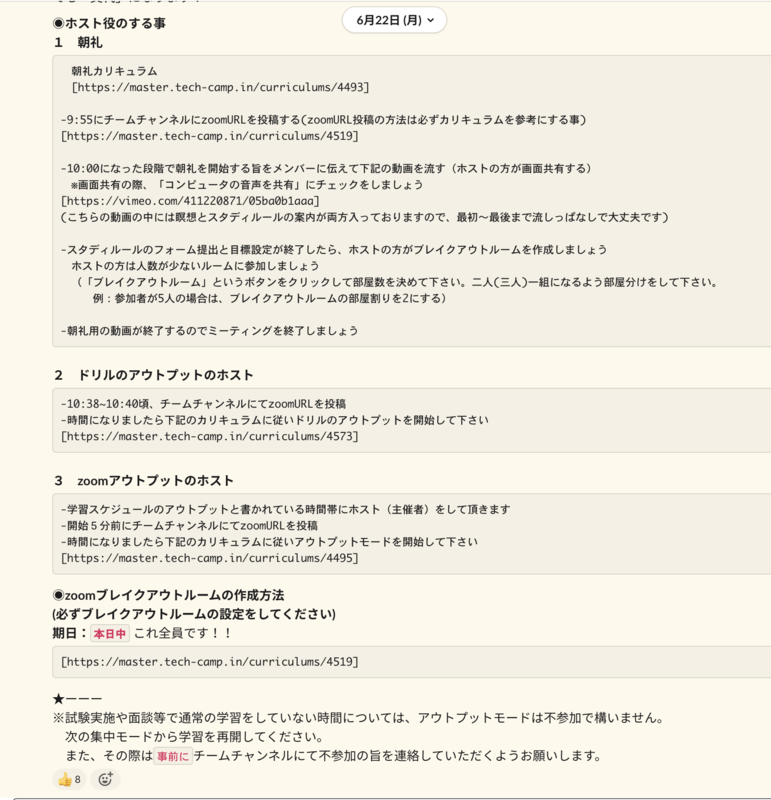 6月22日 (月)
◉ホスト役のする事
１　朝礼
朝礼カリキュラム
[https://master.tech-camp.in/curriculums/4493]
-9:55にチームチャンネルにzoomURLを投稿する(zoomURL投稿の方法は必ずカリキュラムを参考にする事)
[https://master.tech-camp.in/curriculums/4519]
-10:00になった段階で朝礼を開始する旨をメンバーに伝えて下記の動画を流す（ホストの方が画面共有する）
※画面共有の際、「コンピュータの音声を共有」にチェックをしましょう
[https://vimeo.com/411220871/05ba0b1aaa]
(こちらの動画の中には瞑想とスタディルールの案内が両方入っておりますので、最初〜最後まで流しっぱなしで大丈夫です)
-スタディルールのフォーム提出と目標設定が終了したら、ホストの方がブレイクアウトルームを作成しましょう
ホストの方は人数が少ないルームに参加しましょう
（「ブレイクアウトルーム」というボタンをクリックして部屋数を決めて下さい。二人(三人)一組になるよう部屋分けをして下さい。
例：参加者が5人の場合は、ブレイクアウトルームの部屋割りを2にする）
-朝礼用の動画が終了するのでミーティングを終了しましょう
２　ドリルのアウトプットのホスト
-10:38~10:40頃、チームチャンネルにてzoomURLを投稿
-時間になりましたら下記のカリキュラムに従いドリルのアウトプットを開始して下さい
[https://master.tech-camp.in/curriculums/4573]
３　zoomアウトプットのホスト
-学習スケジュールのアウトプットと書かれている時間帯にホスト（主催者）をして頂きます
-開始５分前にチームチャンネルにてzoomURLを投稿
-時間になりましたら下記のカリキュラムに従いアウトプットモードを開始して下さい
[https://master.tech-camp.in/curriculums/4495]
◉zoomブレイクアウトルームの作成方法
(必ずブレイクアウトルームの設定をしてください)
期日：本日中 これ全員です！！
[https://master.tech-camp.in/curriculums/4519]
★ーーー
※試験実施や面談等で通常の学習をしていない時間については、アウトプットモードは不参加で構いません。
次の集中モードから学習を再開してください。
また、その際は事前にチームチャンネルにて不参加の旨を連絡していただくようお願いします。
8